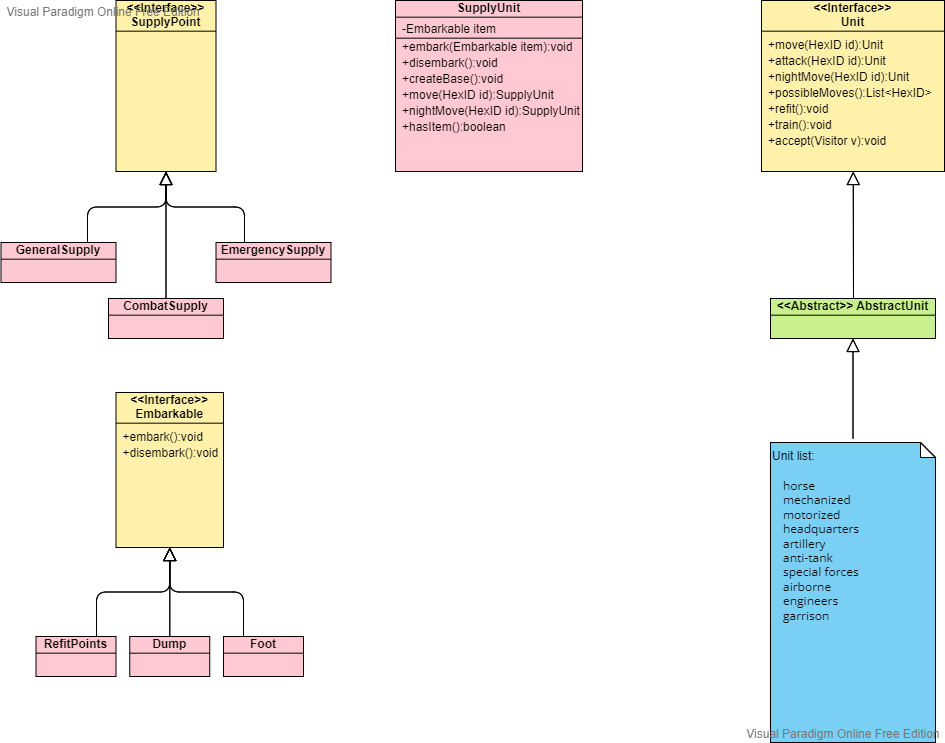 Visual Paradigm Online Free Edition
<<Interface>>
SupplyPoint
SupplyUnit
-Embarkable item
+embark(Embarkable item):void
+disembark():void
+createBase():void
+move(HexID id):SupplyUnit
+nightMove(HexID id):SupplyUnit
+hasItem():boolean
<<Interface>>
Unit
+move(HexID id):Unit
+attack(HexID id):Unit
+nightMove(HexID id):Unit
+possibleMoves():List<HexID>
+refit():void
+train():void
+accept(Visitor v):void
GeneralSupply
EmergencySupply
CombatSupply
<<Abstract>> AbstractUnit
<<Interface>>
Embarkable
+embark():void
+disembark():void
RefitPoints
Dump
Foot
Unit list:
horse
mechanized
motorized
headquarters
artillery
anti-tank
special forces
airborne
engineers
garrison
Visual Paradigm Online Free Edition